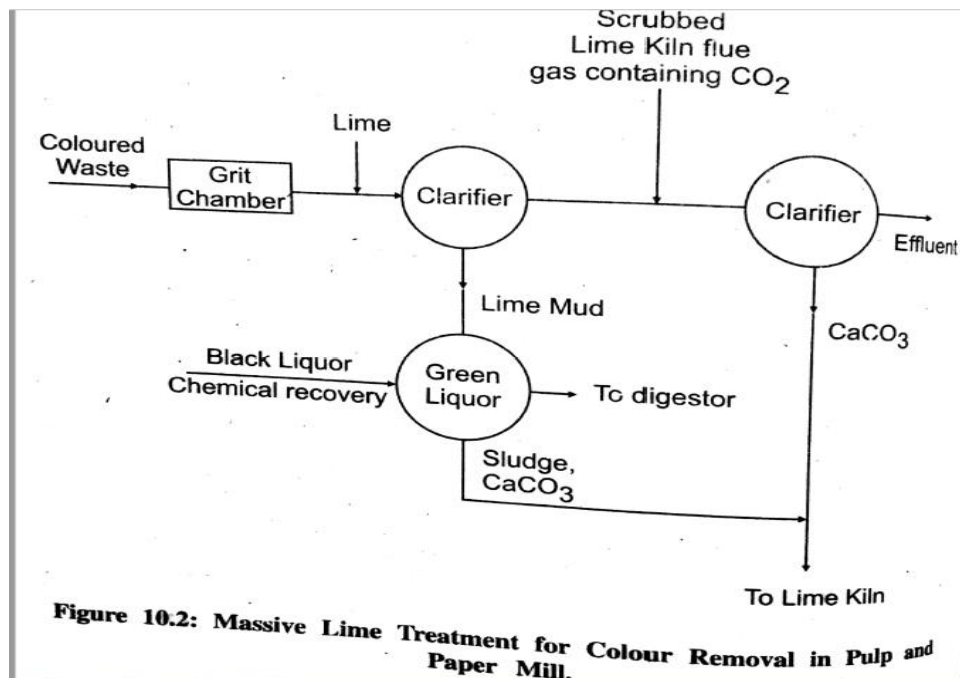 Scrubbed
Lime Kiln flue
gas containing CO2
Lime
Coloured
Waste
Grit
Chamber
Clarifier
Clarifier
Effluent
Lime Mud
CaCO3
Black Liquor
Chemical recovery
Green
Liquor
To digestor
Sludge,
CaCO3
To Lime Kiln
Figure 10.2: Massive Lime Treatment for Colour Removal in Pulp and
Paper Mill.